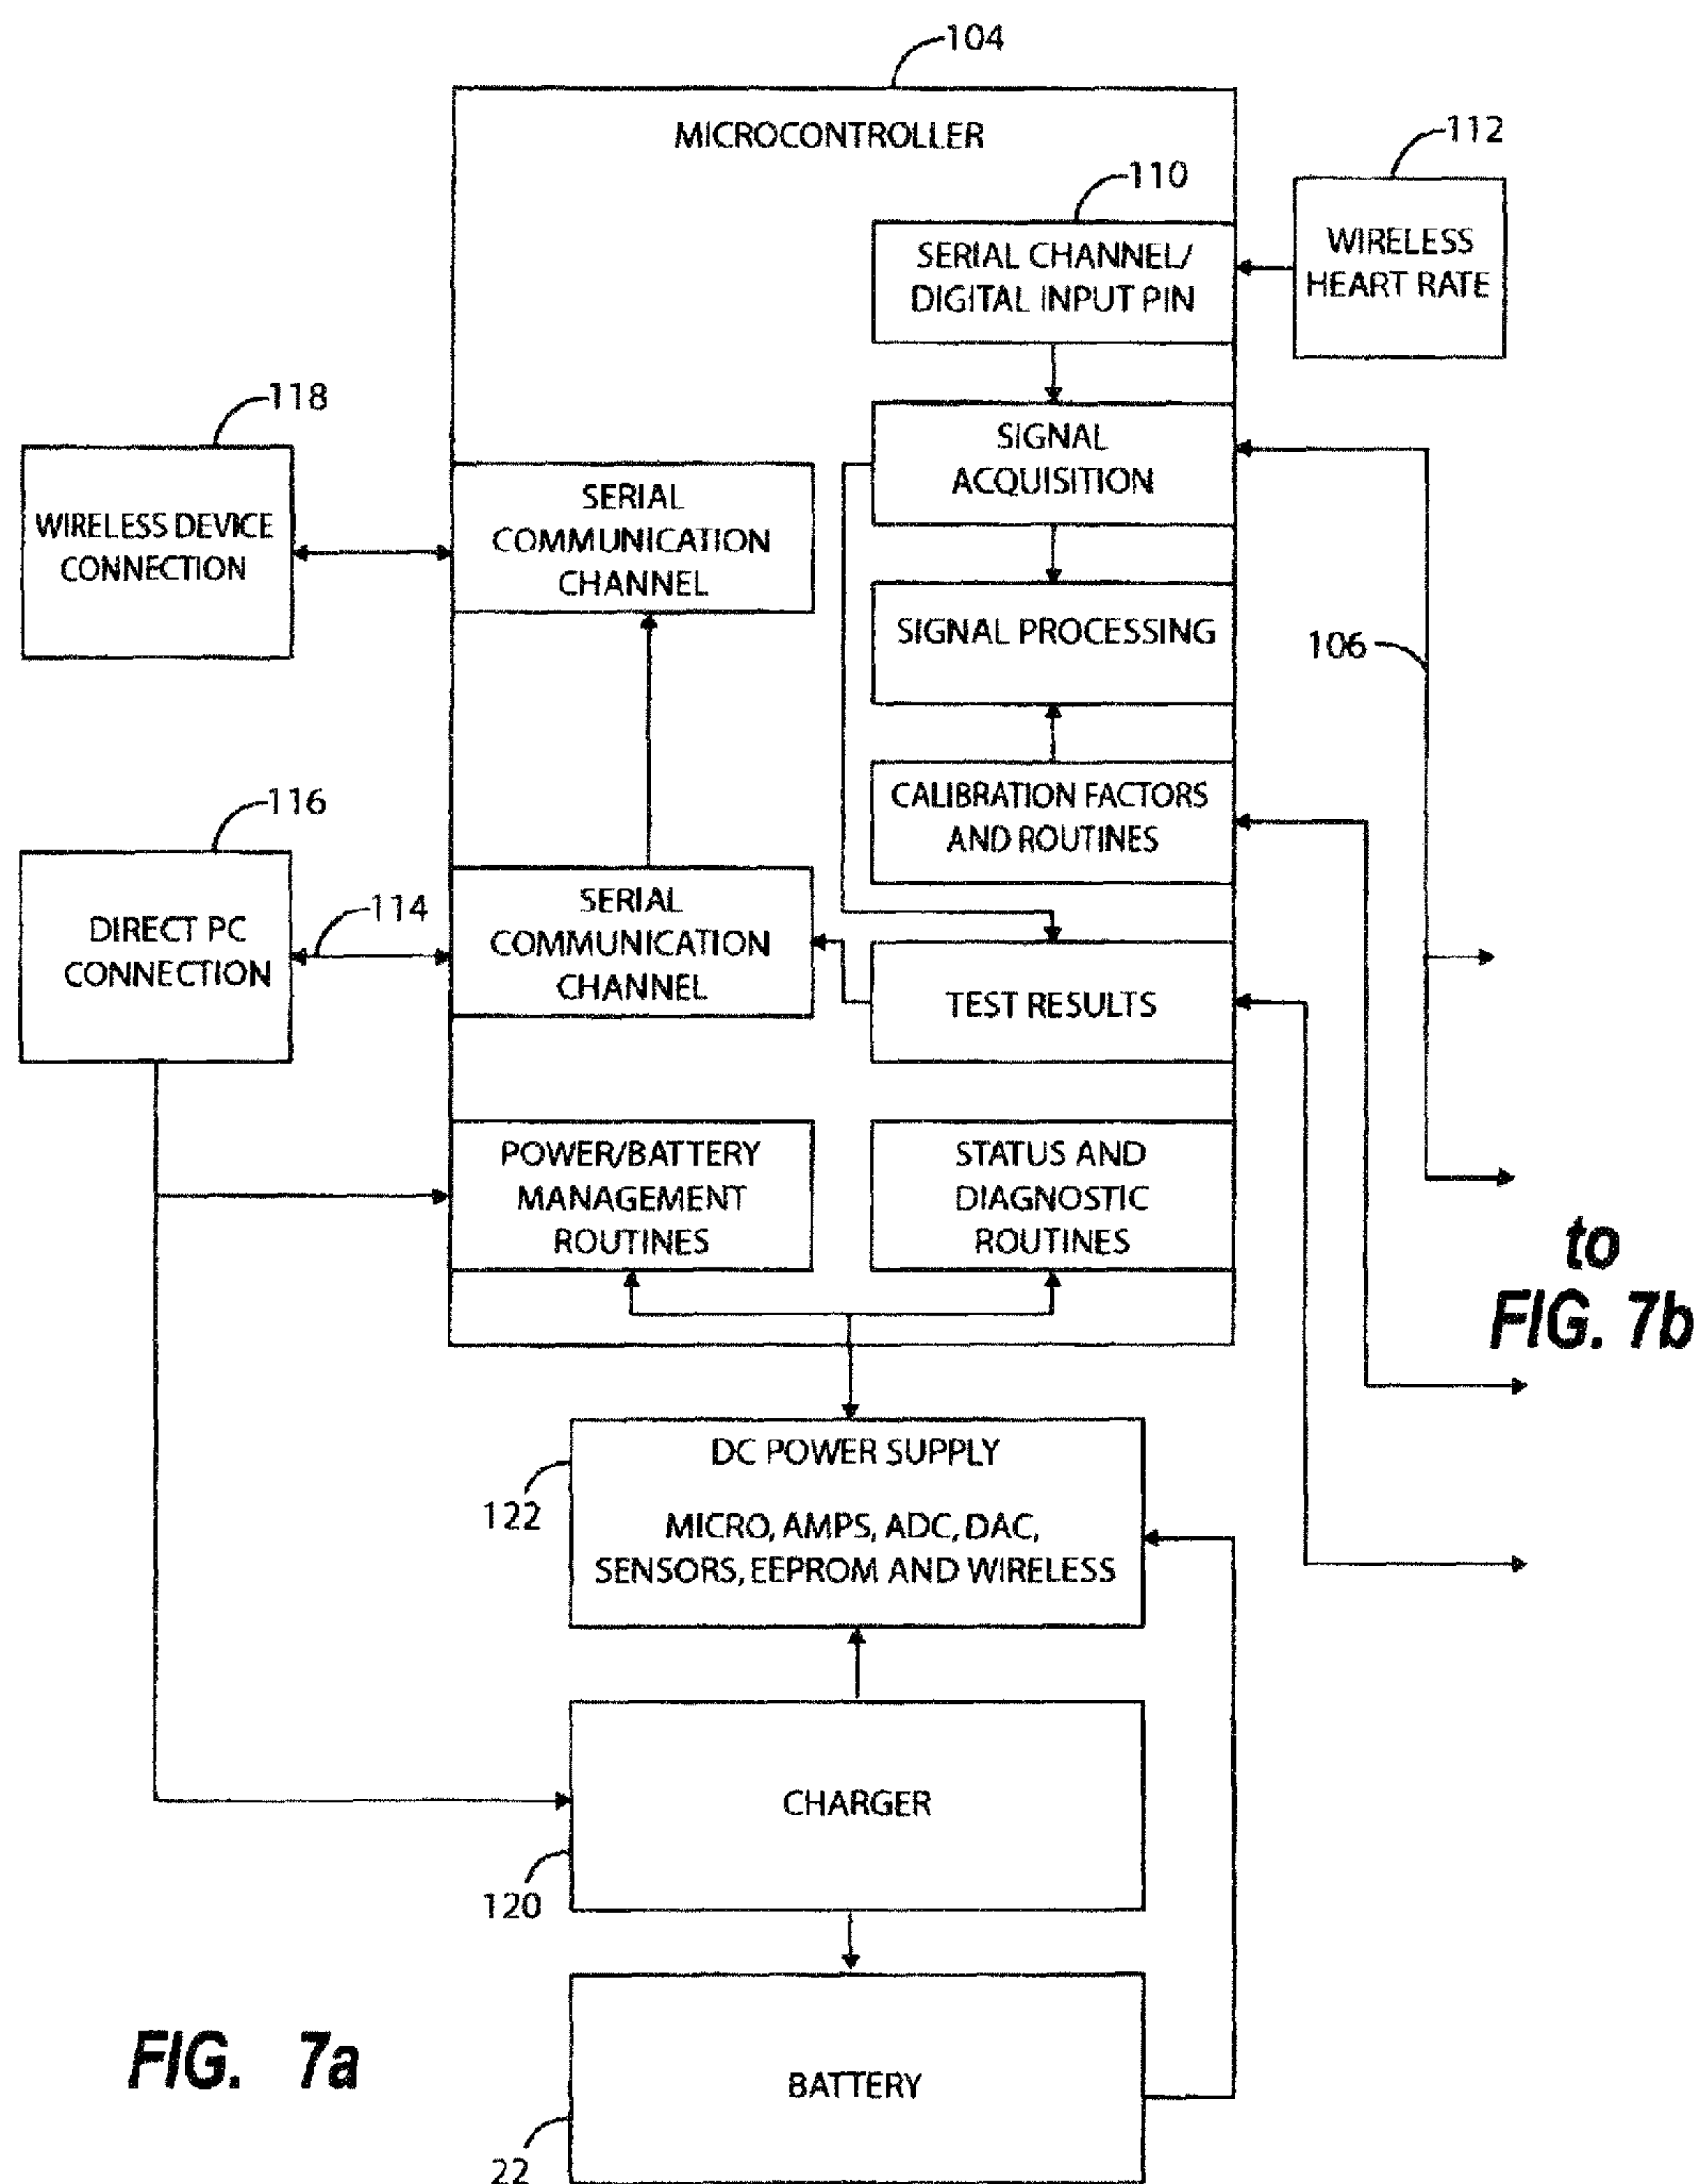 104
MICROCONTROLLER
112
110
SERIAL CHANNEL/
DIGITAL INPUT PIN
WIRELESS
HEART RATE
118
SIGNAL
ACQUISITION
WIRELESS DEVICE
CONNECTION
SERIAL
COMMUNICATION
CHANNEL
SIGNAL PROCESSING
106
116
CALIBRATION FACTORS
AND ROUTINES
DIRECT PC
CONNECTION
114
SERIAL
COMMUNICATION
CHANNEL
TEST RESULTS
POWER/BATTERY
MANAGEMENT
ROUTINES
STATUS AND
DIAGNOSTIC
ROUTINES
to
FIG. 7b
DC POWER SUPPLY
122
MICRO, AMPS, ADC, DAC,
SENSORS, EEPROM AND WIRELESS
CHARGER
120
FIG. 7a
BATTERY
22